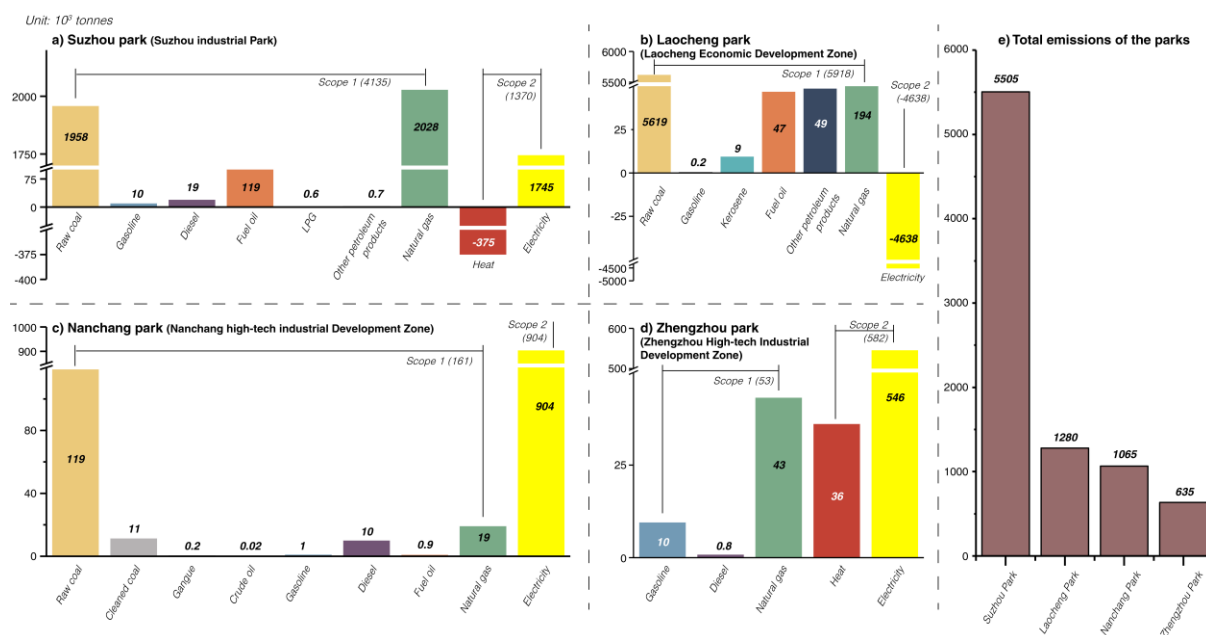 Unit: 10³ tonnes
a) Suzhou park (Suzhou industrial Park)
Scope 1 (4135)
Scope 2
(1370)
2000
1750
75
0
-375
-400
1958
10
19
119
0.6
0.7
2028
-375
1745
Raw coal
Gasoline
Diesel
Fuel oil
LPG
Other petroleum
products
Natural gas
Heat
Electricity
b) Laocheng park
(Laocheng Economic Development Zone)
Scope 1 (5918)
Scope 2
(-4638)
6000
5500
25
0
-25
-4500
-5000
5619
0.2
9
47
49
194
-4638
Raw coal
Gasoline
Kerosene
Fuel oil
Other petroleum
products
Natural gas
Electricity
c) Nanchang park (Nanchang high-tech industrial Development Zone)
Scope 1 (161)
Scope 2
(904)
1000
900
80
40
0
119
11
0.2
0.02
1
10
0.9
19
904
Raw coal
Cleaned coal
Gangue
Crude oil
Gasoline
Diesel
Fuel oil
Natural gas
Electricity
d) Zhengzhou park
(Zhengzhou High-tech Industrial
Development Zone)
Scope 1 (53)
Scope 2
(582)
600
500
25
0
10
0.8
43
36
546
Gasoline
Diesel
Natural gas
Heat
Electricity
e) Total emissions of the parks
6000
5000
4000
3000
2000
1000
0
5505
1280
1065
635
Suzhou Park
Laocheng Park
Nanchang Park
Zhengzhou Park